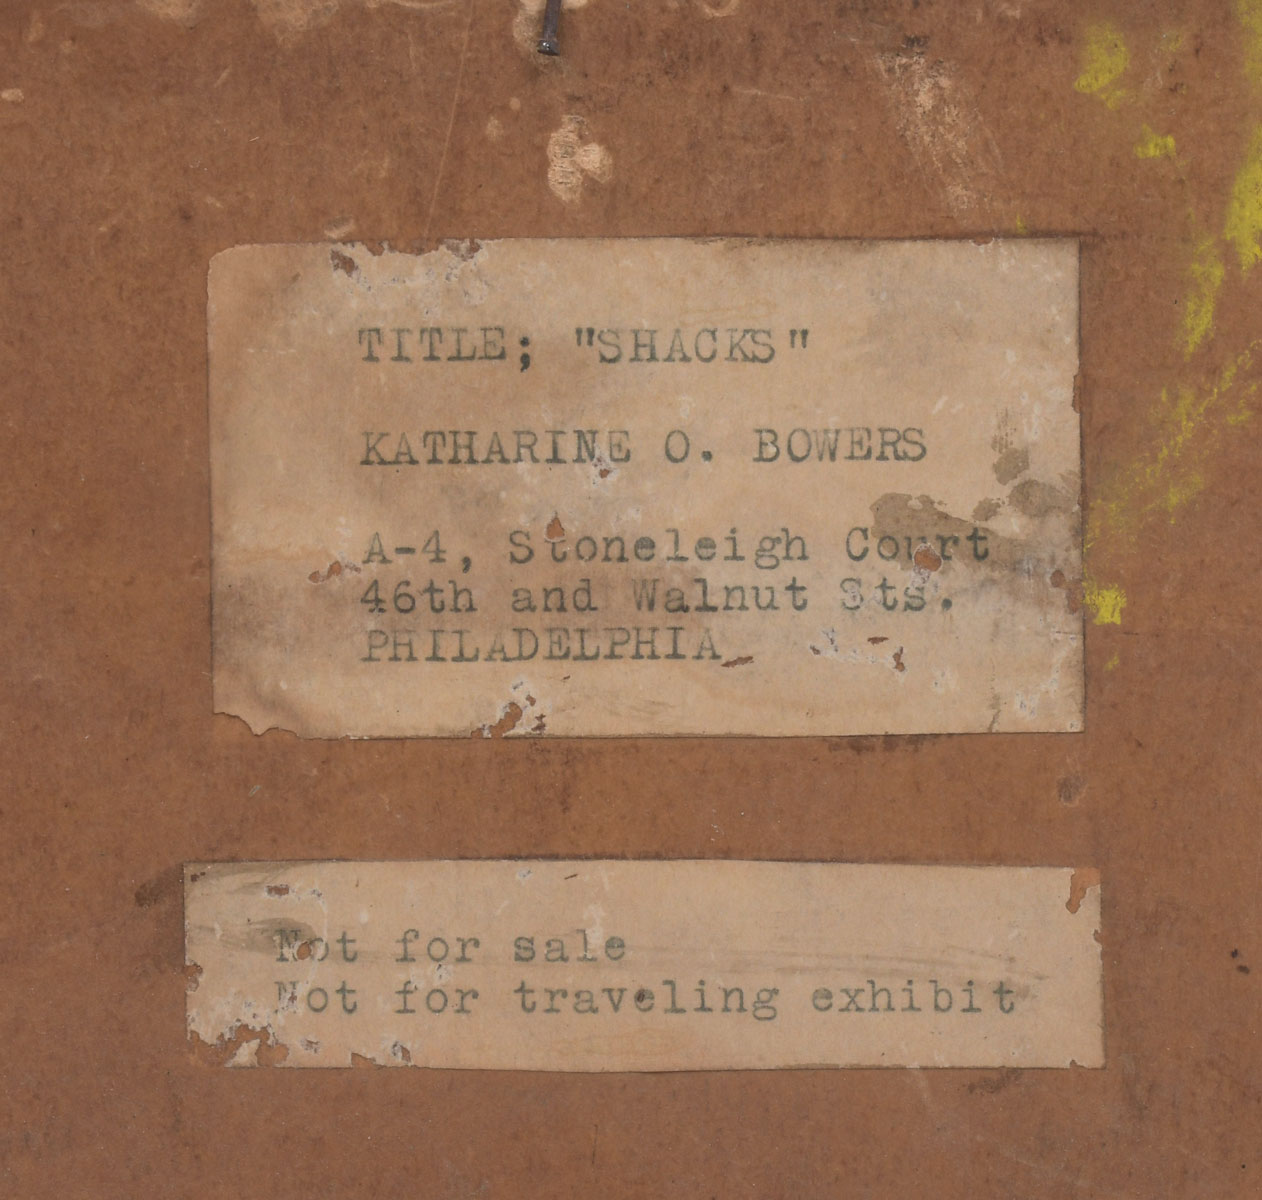 TITLE; "SHACKS"
KATHARINE O. BOWERS
A-4, Stoneleigh Court
46th and Walnut Sts.
PHILADELPHIA
Not for sale
Not for traveling exhibit